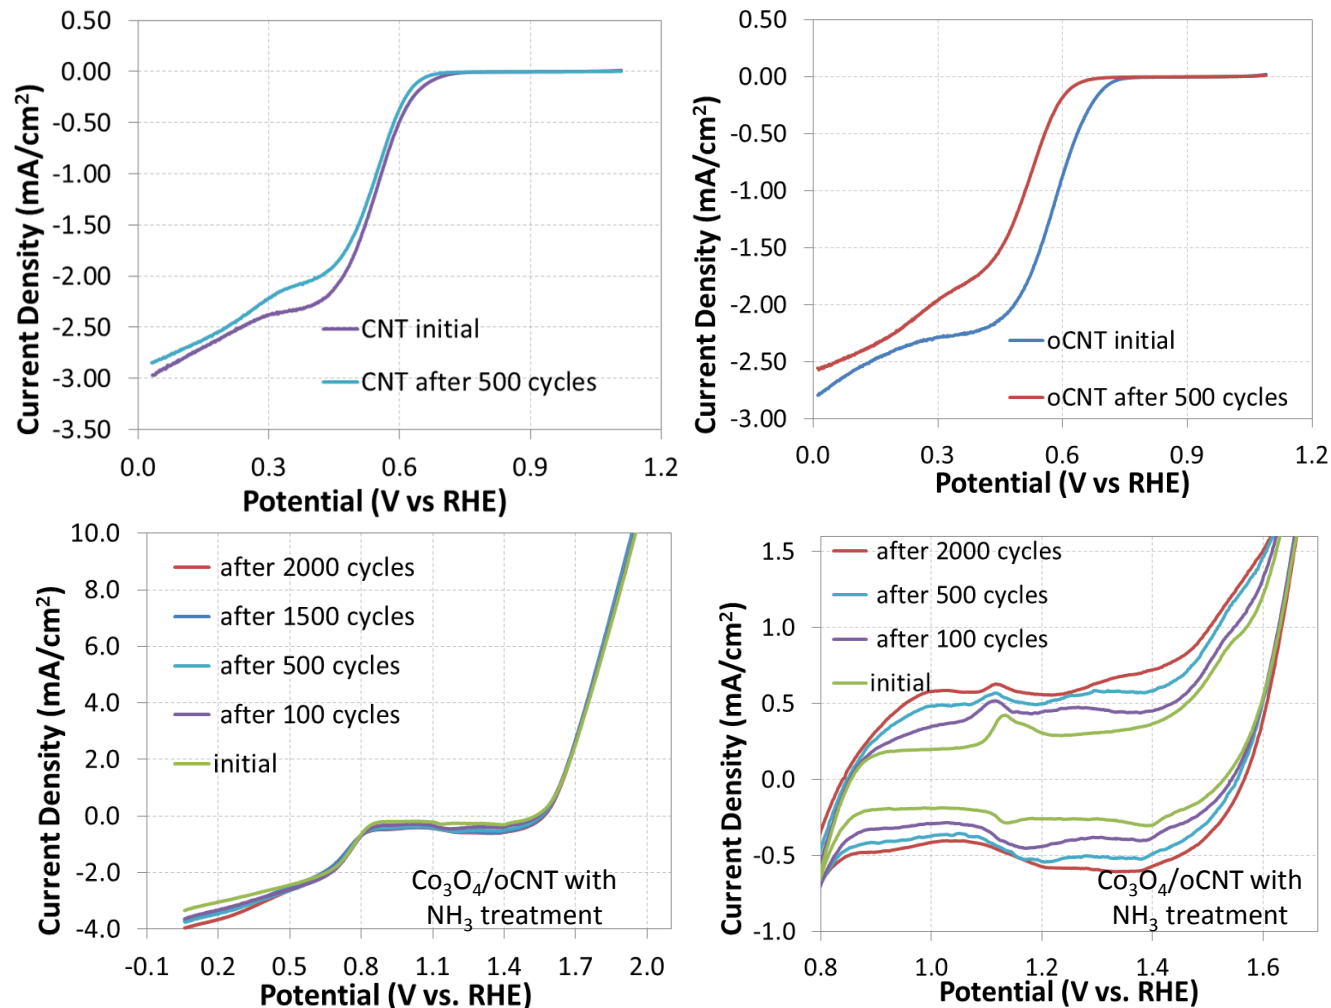 0.50
0.00
-0.50
-1.00
-1.50
-2.00
-2.50
-3.00
-3.50
Current Density (mA/cm²)
CNT initial
CNT after 500 cycles
0.0 0.3 0.6 0.9 1.2
Potential (V vs RHE)
0.50
0.00
-0.50
-1.00
-1.50
-2.00
-2.50
-3.00
Current Density (mA/cm²)
oCNT initial
oCNT after 500 cycles
0.0 0.3 0.6 0.9 1.2
Potential (V vs RHE)
10.0
8.0
6.0
4.0
2.0
0.0
-2.0
-4.0
Current Density (mA/cm²)
after 2000 cycles
after 1500 cycles
after 500 cycles
after 100 cycles
initial
Co₃O₄/oCNT with
NH₃ treatment
-0.1 0.2 0.5 0.8 1.1 1.4 1.7 2.0
Potential (V vs. RHE)
1.5
1.0
0.5
0.0
-0.5
-1.0
Current Density (mA/cm²)
after 2000 cycles
after 500 cycles
after 100 cycles
initial
Co₃O₄/oCNT with
NH₃ treatment
0.8 1.0 1.2 1.4 1.6
Potential (V vs. RHE)